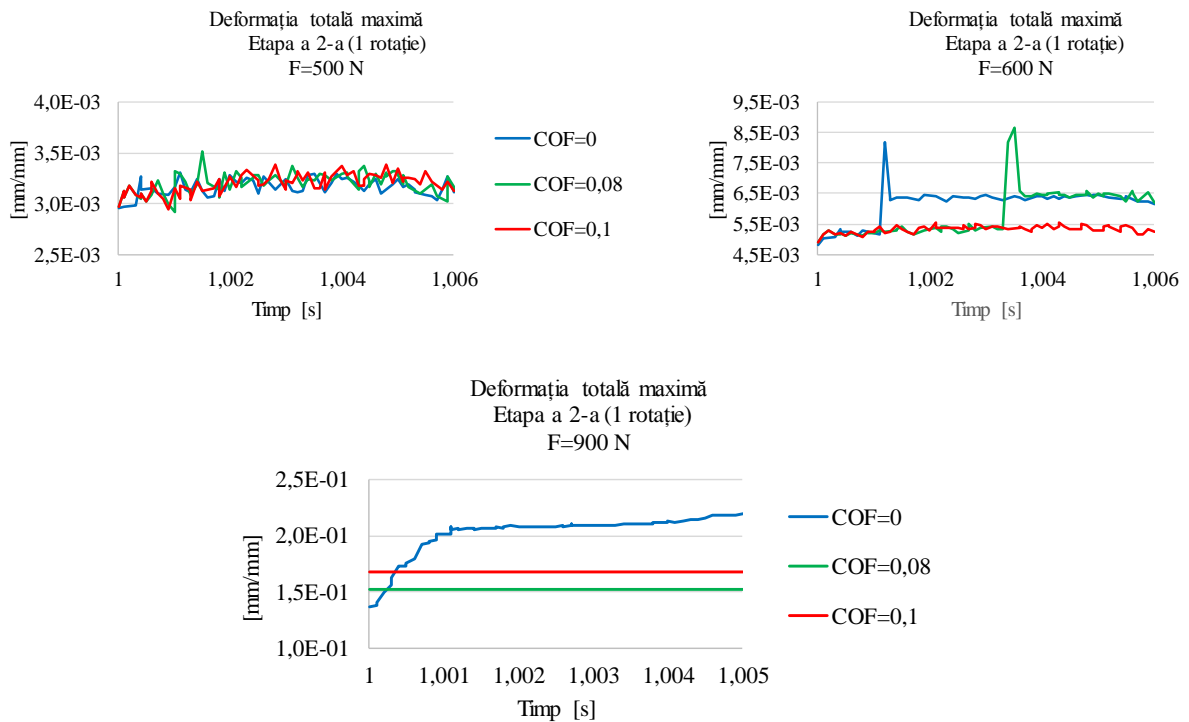 Deformația totală maximă
Etapa a 2-a (1 rotație)
F=500 N
4,0E-03
3,5E-03
3,0E-03
2,5E-03
[mm/mm]
1
1,002
1,004
1,006
Timp [s]
COF=0
COF=0,08
COF=0,1
Deformația totală maximă
Etapa a 2-a (1 rotație)
F=600 N
9,5E-03
8,5E-03
7,5E-03
6,5E-03
5,5E-03
4,5E-03
[mm/mm]
1
1,002
1,004
1,006
Timp [s]
Deformația totală maximă
Etapa a 2-a (1 rotație)
F=900 N
2,5E-01
2,0E-01
1,5E-01
1,0E-01
[mm/mm]
1
1,001
1,002
1,003
1,004
1,005
Timp [s]
COF=0
COF=0,08
COF=0,1